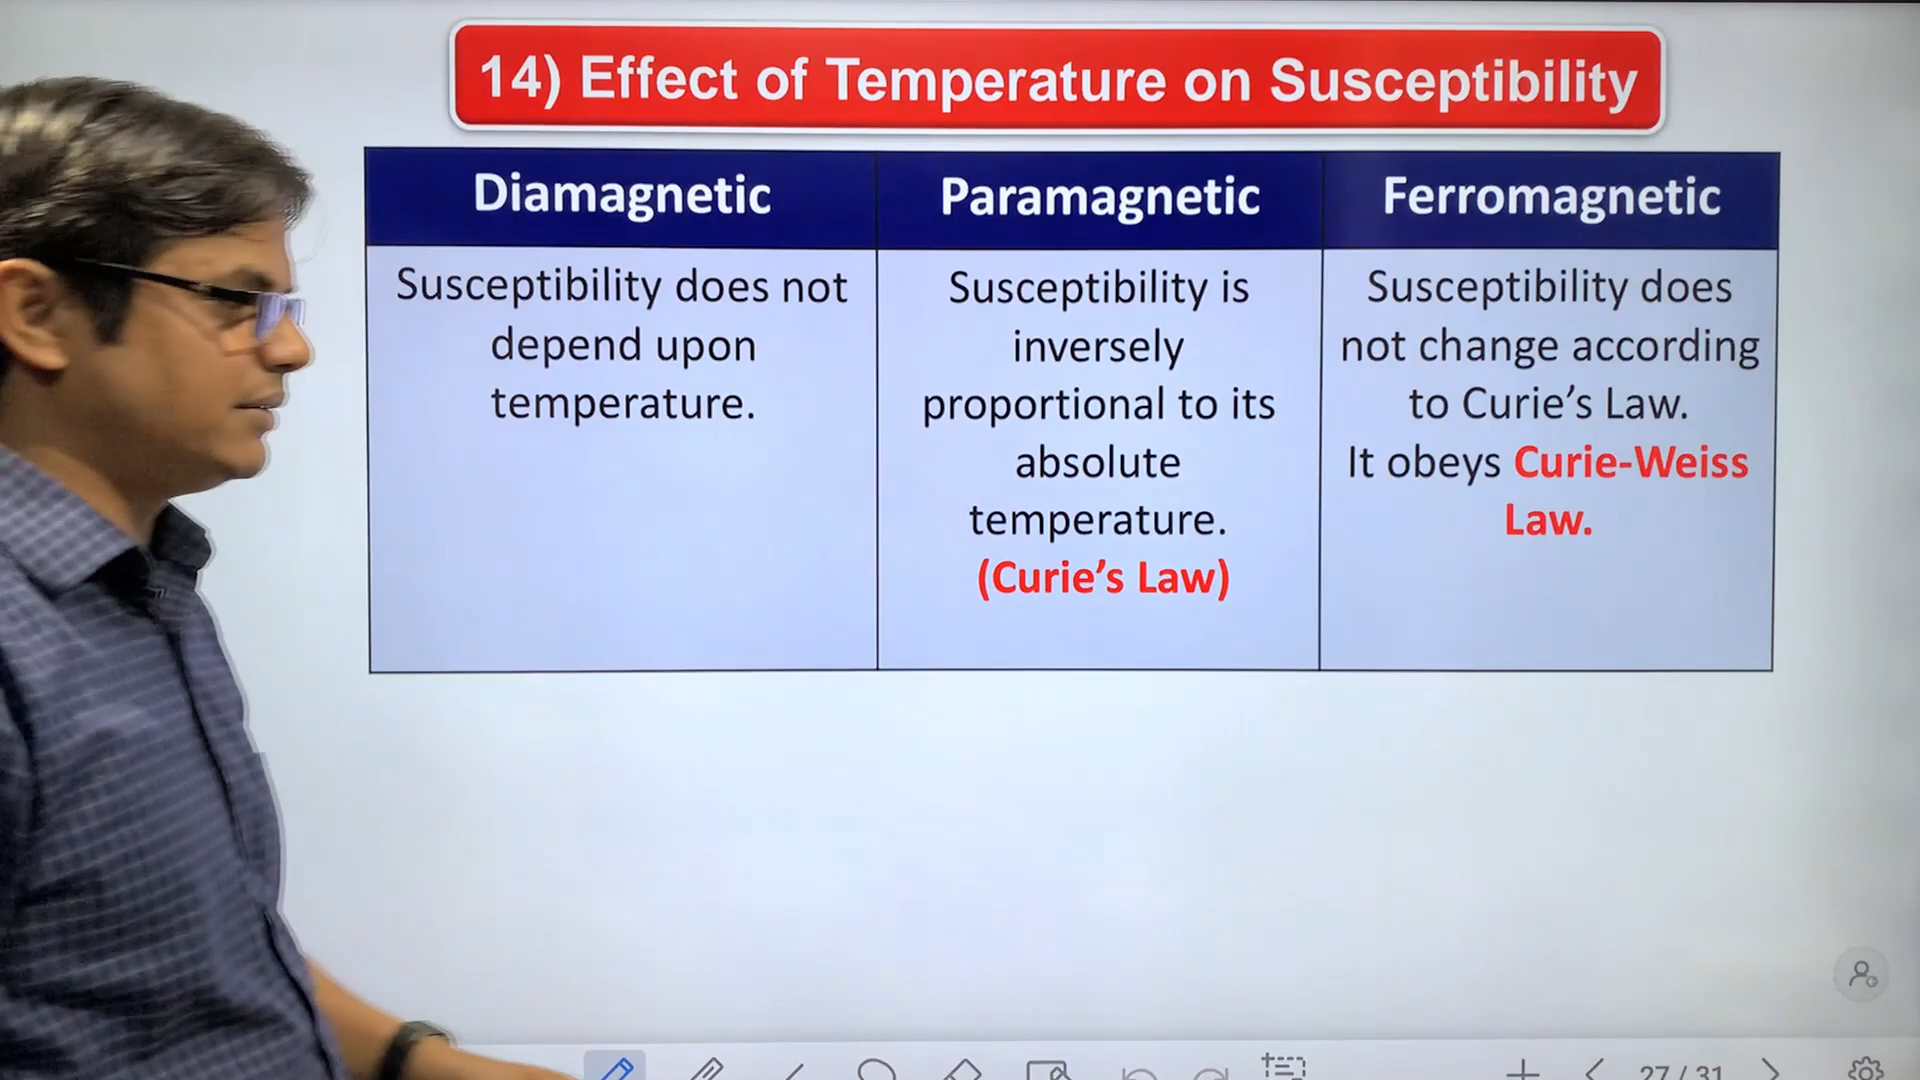 14) Effect of Temperature on Susceptibility
Diamagnetic
Paramagnetic
Ferromagnetic
Susceptibility does not
depend upon
temperature.
Susceptibility is
inversely
proportional to its
absolute
temperature.
(Curie’s Law)
Susceptibility does
not change according
to Curie’s Law.
It obeys Curie-Weiss
Law.
27 / 31